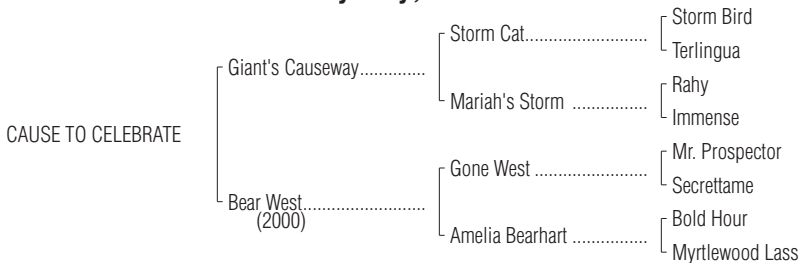 Storm Bird
Storm Cat..............................
Terlingua
Giant's Causeway..............
Rahy
Mariah's Storm ................
Immense
CAUSE TO CELEBRATE
Mr. Prospector
Gone West ........................
Secrettame
Bear West..........................
(2000)
Bold Hour
Amelia Bearhart ................
Myrtlewood Lass